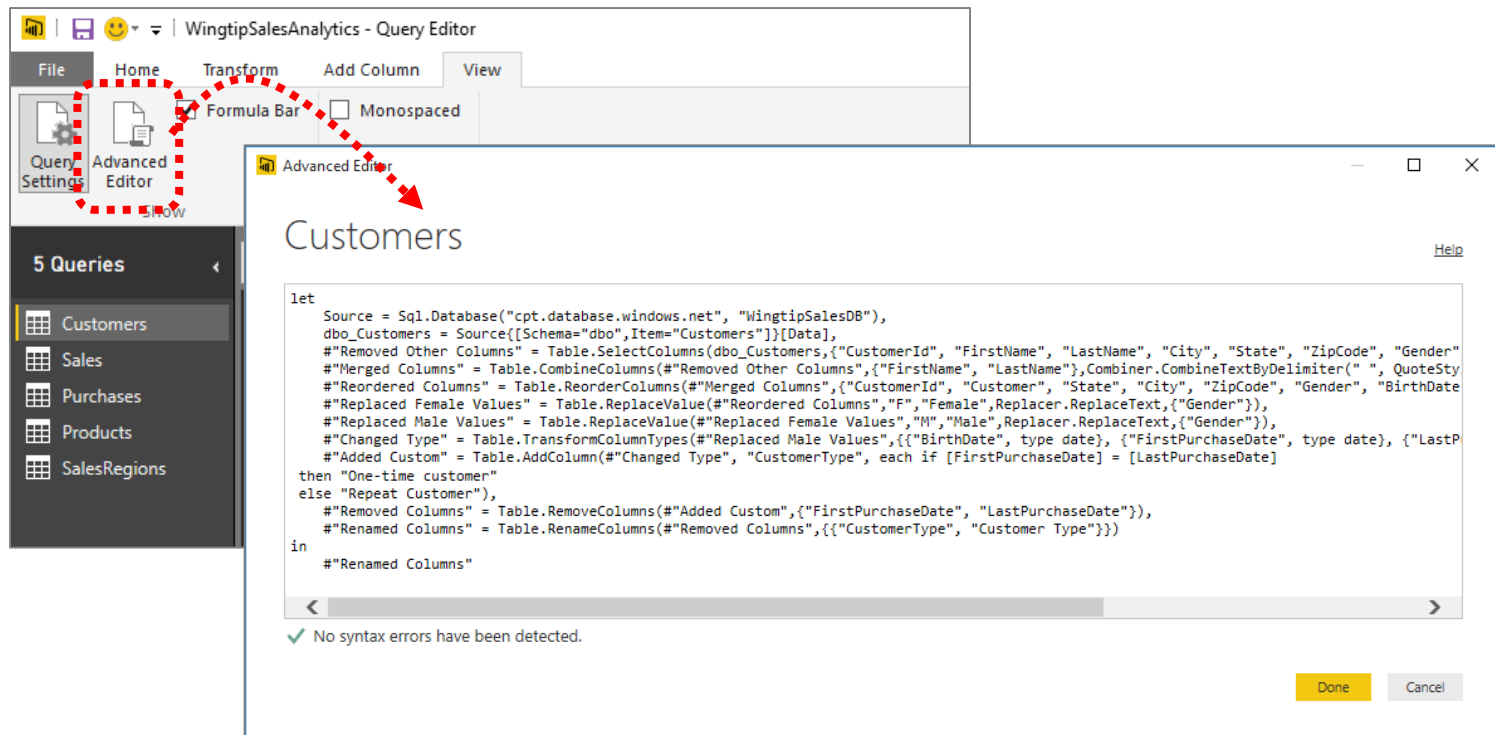 WingtipSalesAnalytics - Query Editor
File Home Transform Add Column View
Formula Bar Monospaced
Query Settings
Advanced Editor
Show
5 Queries
Customers
Sales
Purchases
Products
SalesRegions
Advanced Editor
Customers
Help
let
    Source = Sql.Database("cpt.database.windows.net", "WingtipSalesDB"),
    dbo_Customers = Source{[Schema="dbo",Item="Customers"]}[Data],
    #"Removed Other Columns" = Table.SelectColumns(dbo_Customers,{"CustomerId", "FirstName", "LastName", "City", "State", "ZipCode", "Gender"
    #"Merged Columns" = Table.CombineColumns(#"Removed Other Columns",{"FirstName", "LastName"},Combiner.CombineTextByDelimiter(" ", QuoteSty
    #"Reordered Columns" = Table.ReorderColumns(#"Merged Columns",{"CustomerId", "Customer", "State", "City", "ZipCode", "Gender", "BirthDate
    #"Replaced Female Values" = Table.ReplaceValue(#"Reordered Columns","F","Female",Replacer.ReplaceText,{"Gender"}),
    #"Replaced Male Values" = Table.ReplaceValue(#"Replaced Female Values","M","Male",Replacer.ReplaceText,{"Gender"}),
    #"Changed Type" = Table.TransformColumnTypes(#"Replaced Male Values",{{"BirthDate", type date}, {"FirstPurchaseDate", type date}, {"LastP
    #"Added Custom" = Table.AddColumn(#"Changed Type", "CustomerType", each if [FirstPurchaseDate] = [LastPurchaseDate]
 then "One-time customer"
 else "Repeat Customer"),
    #"Removed Columns" = Table.RemoveColumns(#"Added Custom",{"FirstPurchaseDate", "LastPurchaseDate"}),
    #"Renamed Columns" = Table.RenameColumns(#"Removed Columns",{{"CustomerType", "Customer Type"}})
in
    #"Renamed Columns"
No syntax errors have been detected.
Done Cancel